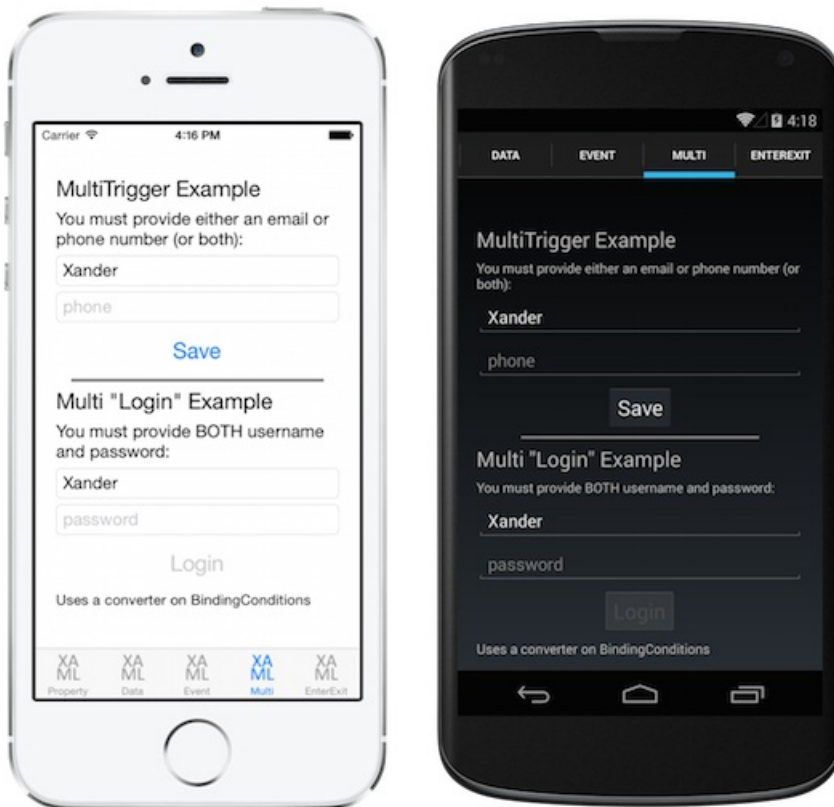 Carrier 4:16 PM
MultiTrigger Example
You must provide either an email or
phone number (or both):
Xander
phone
Save
Multi "Login" Example
You must provide BOTH username
and password:
Xander
password
Login
Uses a converter on BindingConditions
XA XA XA XA XA
ML ML ML ML ML
Property Data Event Multi EnterExit
4:18
DATA EVENT MULTI ENTEREXIT
MultiTrigger Example
You must provide either an email or phone number (or
both):
Xander
phone
Save
Multi "Login" Example
You must provide BOTH username and password:
Xander
password
Login
Uses a converter on BindingConditions